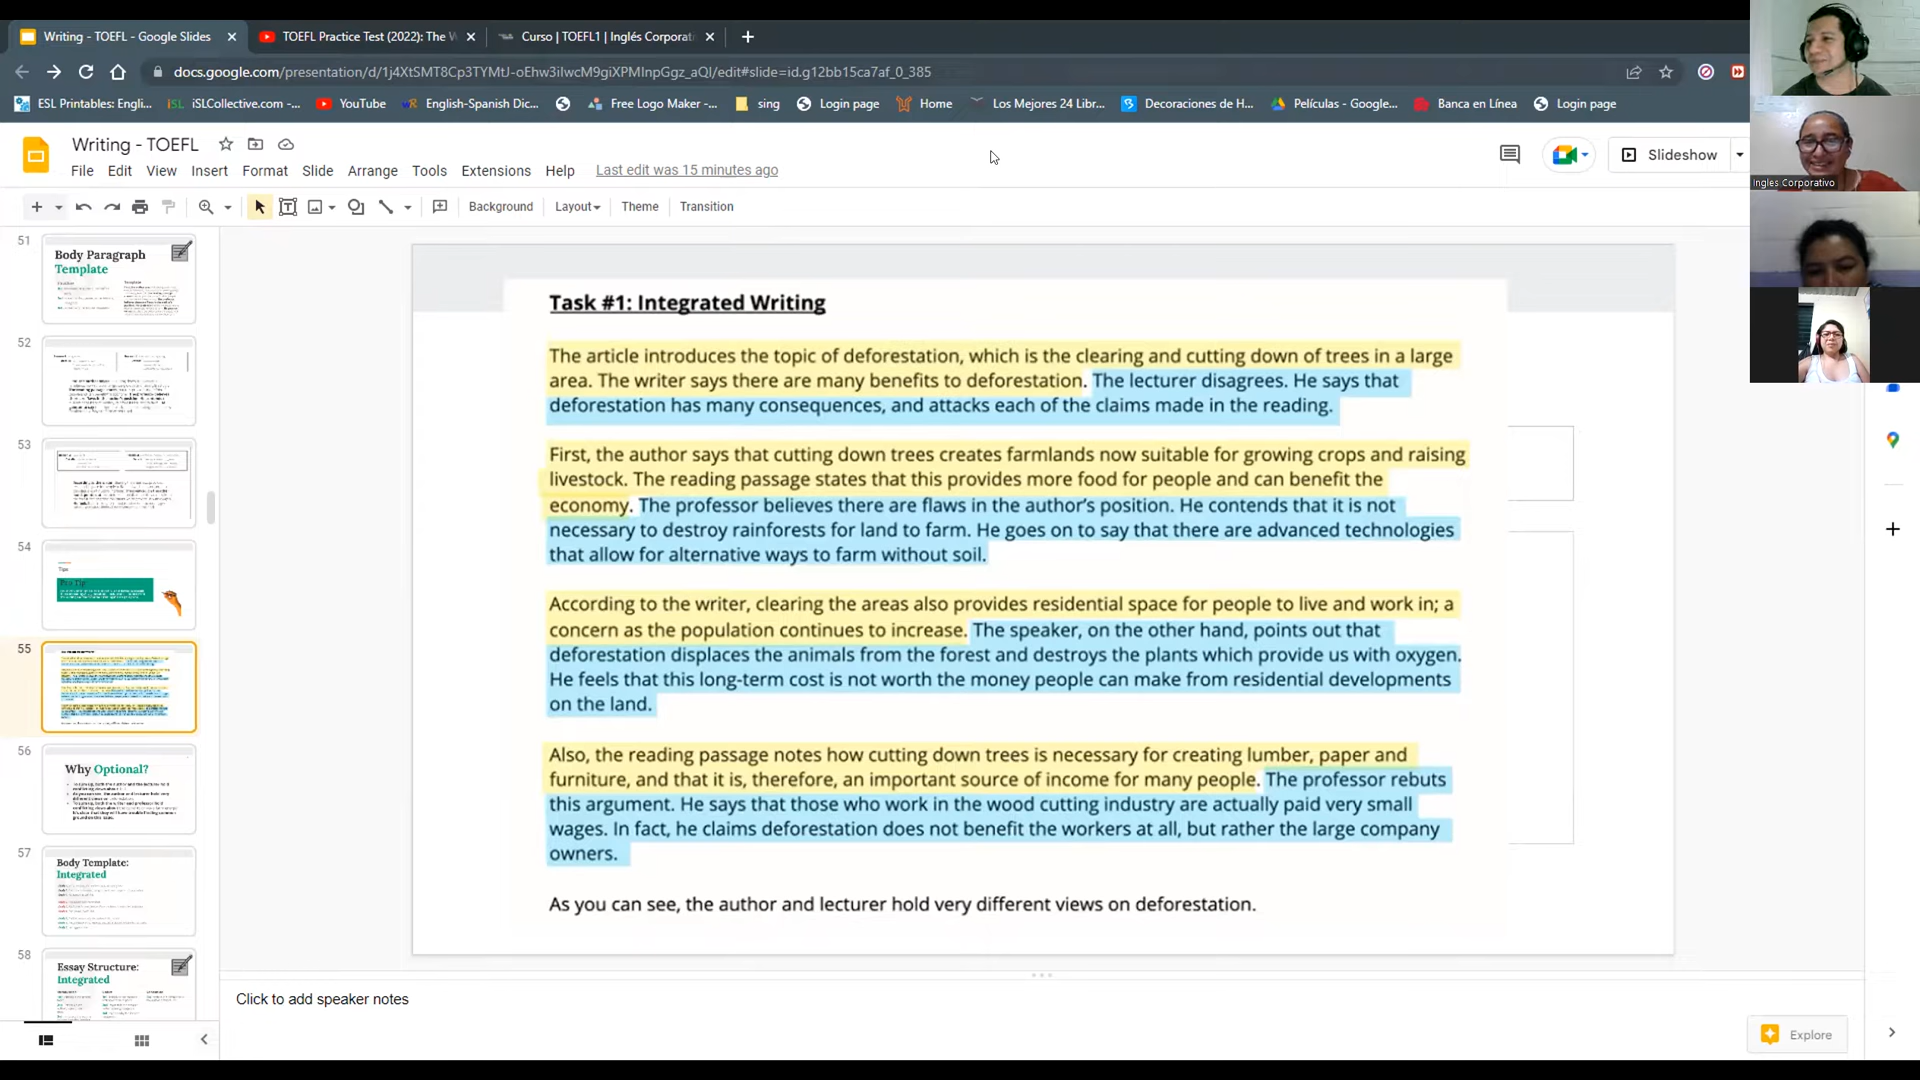 Writing - TOEFL - Google Slides
TOEFL Practice Test (2022): The W
Curso | TOEFL1 | Inglés Corporati
docs.google.com/presentation/d/1j4XtSMT8Cp3TYMtJ-oEhw3iIwcM9giXPMInpGgz_aQI/edit#slide=id.g12bb15ca7af_0_385
ESL Printables: Engli...
iSLCollective.com -...
YouTube
English-Spanish Dic...
Free Logo Maker -...
sing
Login page
Home
Los Mejores 24 Libr...
Decoraciones de H...
Películas - Google...
Banca en Línea
Login page
Writing - TOEFL
Slideshow
File Edit View Insert Format Slide Arrange Tools Extensions Help Last edit was 15 minutes ago
Ingles Corporativo
Background Layout Theme Transition
51
Body Paragraph
Template
52
53
54
Tips
Pro Tip
55
56
Why Optional?
57
Body Template:
Integrated
58
Essay Structure:
Integrated
Task #1: Integrated Writing
The article introduces the topic of deforestation, which is the clearing and cutting down of trees in a large
area. The writer says there are many benefits to deforestation. The lecturer disagrees. He says that
deforestation has many consequences, and attacks each of the claims made in the reading.
First, the author says that cutting down trees creates farmlands now suitable for growing crops and raising
livestock. The reading passage states that this provides more food for people and can benefit the
economy. The professor believes there are flaws in the author's position. He contends that it is not
necessary to destroy rainforests for land to farm. He goes on to say that there are advanced technologies
that allow for alternative ways to farm without soil.
According to the writer, clearing the areas also provides residential space for people to live and work in; a
concern as the population continues to increase. The speaker, on the other hand, points out that
deforestation displaces the animals from the forest and destroys the plants which provide us with oxygen.
He feels that this long-term cost is not worth the money people can make from residential developments
on the land.
Also, the reading passage notes how cutting down trees is necessary for creating lumber, paper and
furniture, and that it is, therefore, an important source of income for many people. The professor rebuts
this argument. He says that those who work in the wood cutting industry are actually paid very small
wages. In fact, he claims deforestation does not benefit the workers at all, but rather the large company
owners.
As you can see, the author and lecturer hold very different views on deforestation.
Click to add speaker notes
Explore